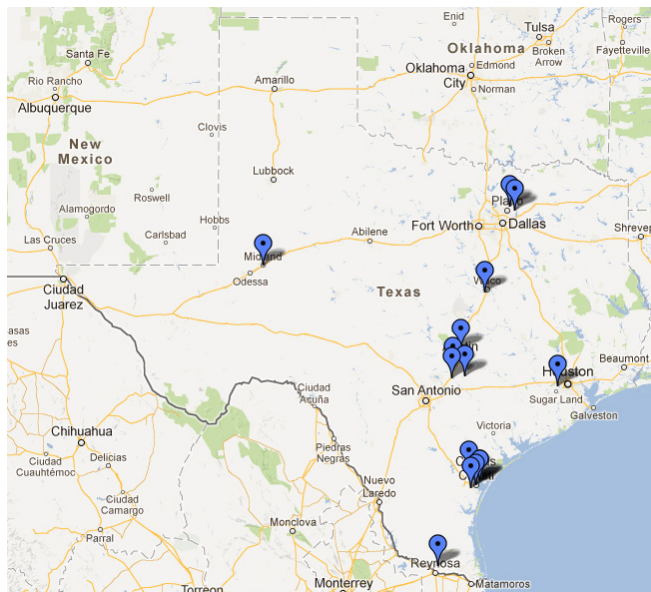 Enid
Tulsa
Rogers
Santa Fe
Oklahoma
Broken
Arrow
Fayetteville
Rio Rancho
Amarillo
Oklahoma
City
Edmond
Albuquerque
Norman
New
Mexico
Clovis
Lubbock
Roswell
Alamogordo
Hobbs
Carlsbad
Abilene
Fort Worth
Dallas
Shrevep
Las Cruces
Midland
Odessa
Ciudad
Juarez
Texas
Waco
Beaumont
Houston
San Antonio
Sugar Land
Galveston
Ciudad
Acuña
Victoria
Chihuahua
Piedras
Negras
Ciudad
Cuauhtémoc
Delicias
Nuevo
Laredo
Ciudad
Camargo
Monclova
Parral
Reynosa
Monterrey
Matamoros
Torreon